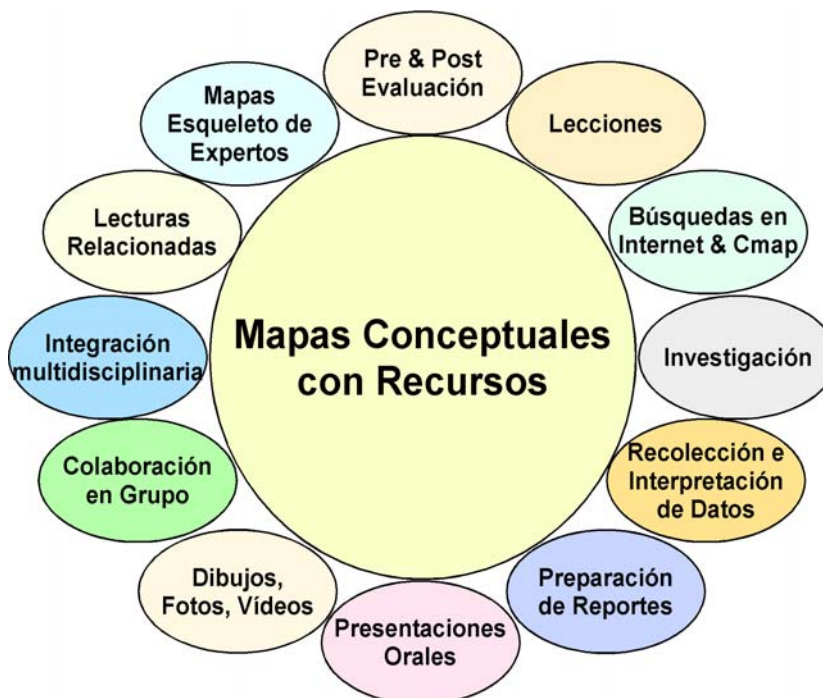 Pre & Post
Evaluación
Lecciones
Búsquedas en
Internet & Cmap
Investigación
Recolección e
Interpretación
de Datos
Preparación
de Reportes
Presentaciones
Orales
Dibujos,
Fotos, Vídeos
Colaboración
en Grupo
Integración
multidisciplinaria
Lecturas
Relacionadas
Mapas
Esqueleto de
Expertos
Mapas Conceptuales
con Recursos